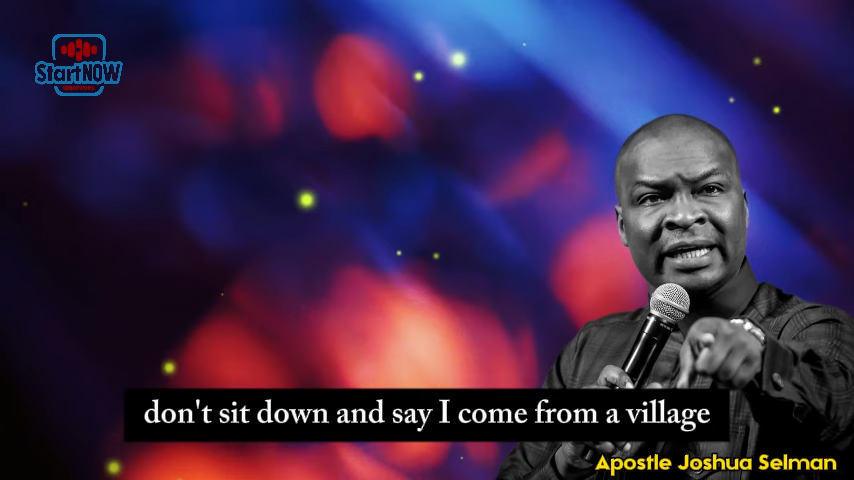 StartNOW
don't sit down and say I come from a village
Apostle Joshua Selman